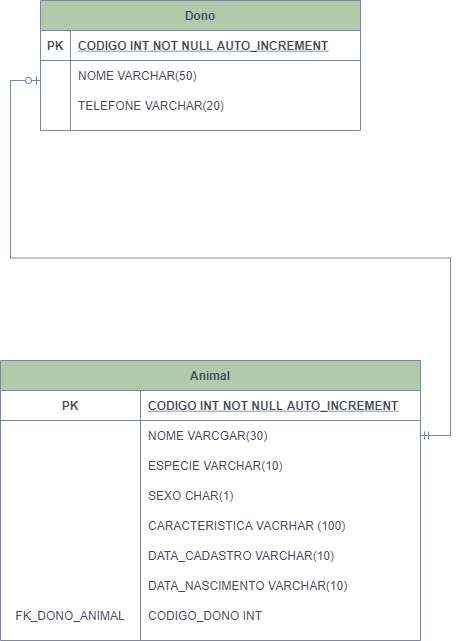 Dono
PK CODIGO INT NOT NULL AUTO_INCREMENT
NOME VARCHAR(50)
TELEFONE VARCHAR(20)
Animal
PK CODIGO INT NOT NULL AUTO_INCREMENT
NOME VARCGAR(30)
ESPECIE VARCHAR(10)
SEXO CHAR(1)
CARACTERISTICA VACRHAR (100)
DATA_CADASTRO VARCHAR(10)
DATA_NASCIMENTO VARCHAR(10)
FK_DONO_ANIMAL CODIGO_DONO INT